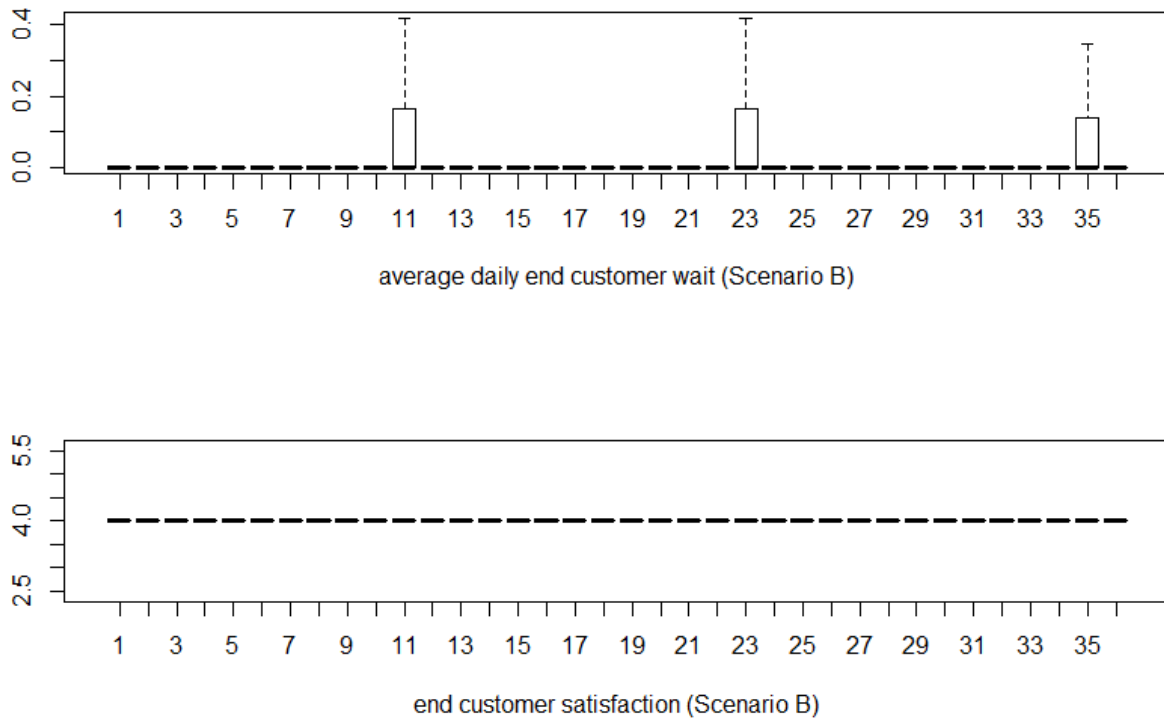 0.4
0.2
0.0
1 3 5 7 9 11 13 15 17 19 21 23 25 27 29 31 33 35
average daily end customer wait (Scenario B)
5.5
4.0
2.5
1 3 5 7 9 11 13 15 17 19 21 23 25 27 29 31 33 35
end customer satisfaction (Scenario B)